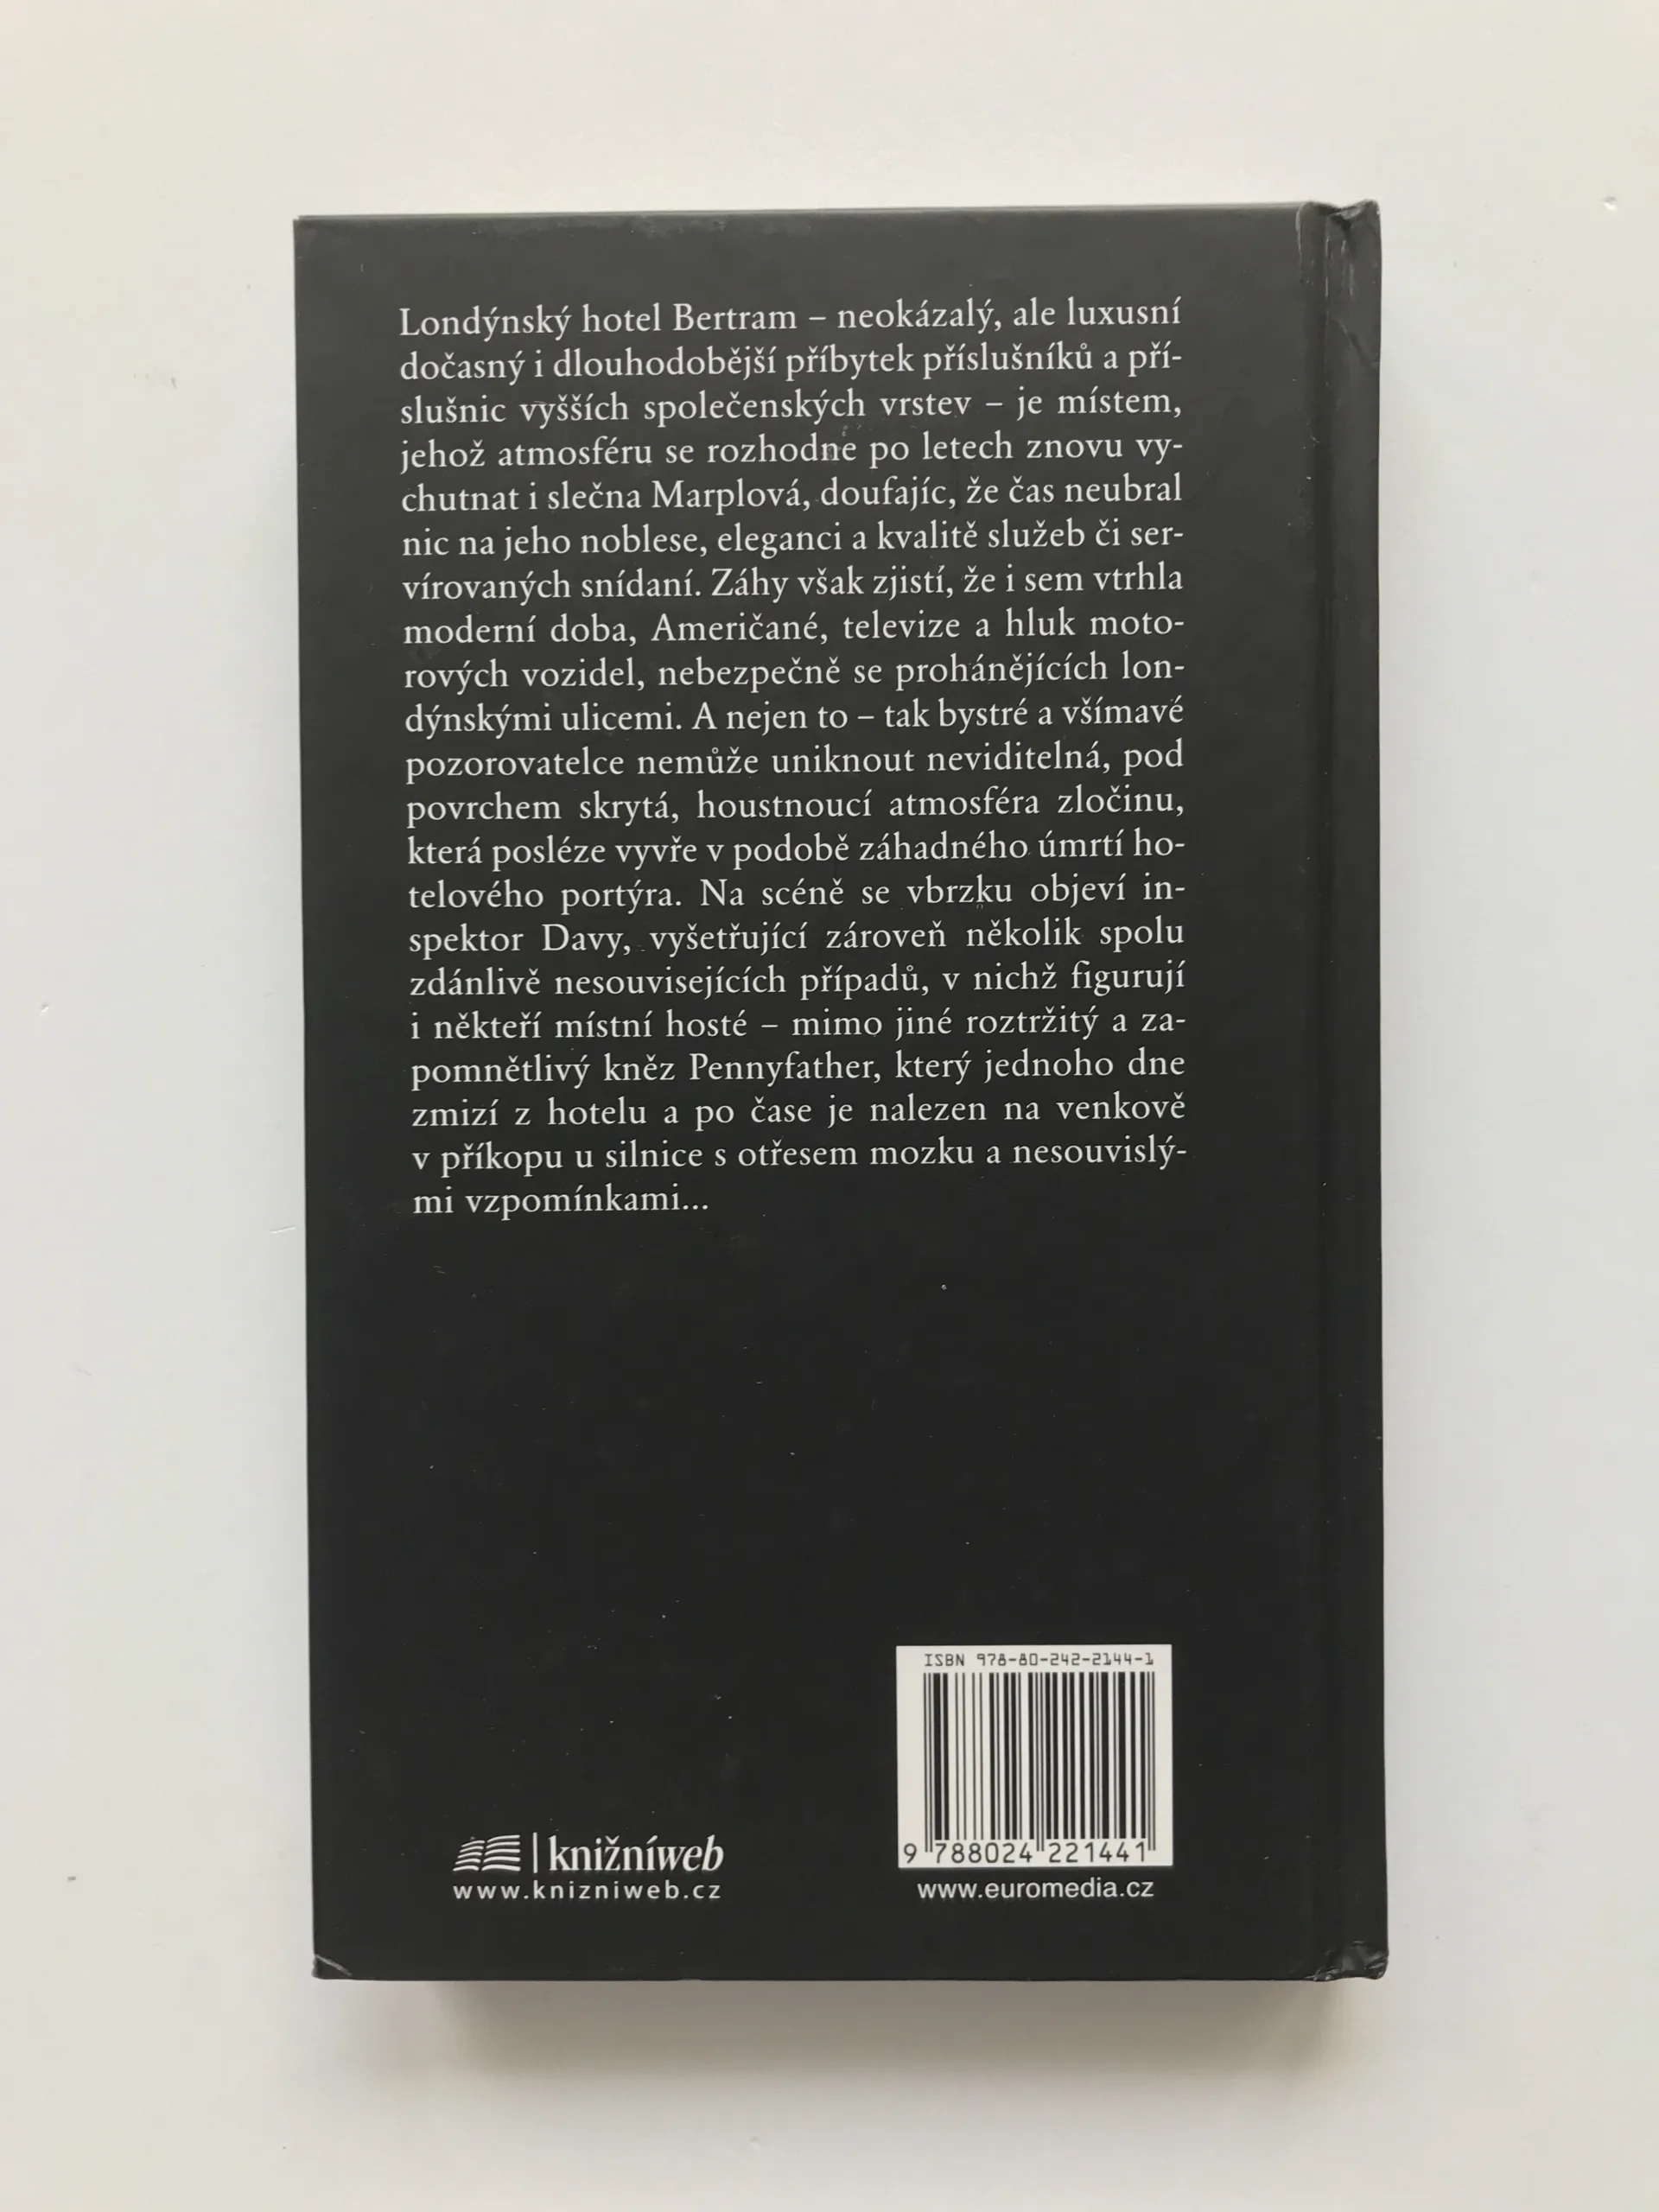 Londýnský hotel Bertram – neokázalý, ale luxusní
dočasný i dlouhodobější příbytek příslušníků a pří-
slušnic vyšších společenských vrstev – je místem,
jehož atmosféru se rozhodne po letech znovu vy-
chutnat i slečna Marplová, doufajíc, že čas neubral
nic na jeho noblese, eleganci a kvalitě služeb či ser-
vírovaných snídaní. Záhy však zjistí, že i sem vtrhla
moderní doba, Američané, televize a hluk moto-
rových vozidel, nebezpečně se prohánějících lon-
dýnskými ulicemi. A nejen to – tak bystré a všímavé
pozorovatelce nemůže uniknout neviditelná, pod
povrchem skrytá, houstnoucí atmosféra zločinu,
která posléze vyvře v podobě záhadného úmrtí ho-
telového portýra. Na scéně se vbrzku objeví in-
spektor Davy, vyšetřující zároveň několik spolu
zdánlivě nesouvisejících případů, v nichž figurují
i někteří místní hosté – mimo jiné roztržitý a za-
pomnětlivý kněz Pennyfather, který jednoho dne
zmizí z hotelu a po čase je nalezen na venkově
v příkopu u silnice s otřesem mozku a nesouvislý-
mi vzpomínkami...
ISBN 978-80-242-2144-1
9 788024 221441
knižníweb
www.knizniweb.cz
www.euromedia.cz